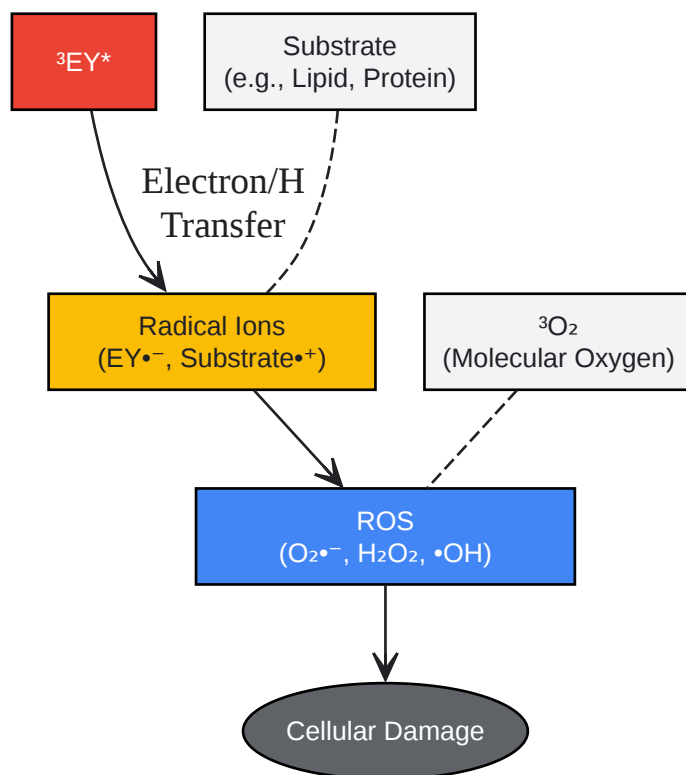 ³EY*
Substrate
(e.g., Lipid, Protein)
Electron/H
Transfer
Radical Ions
(EY•⁻, Substrate•⁺)
³O₂
(Molecular Oxygen)
ROS
(O₂•⁻, H₂O₂, •OH)
Cellular Damage